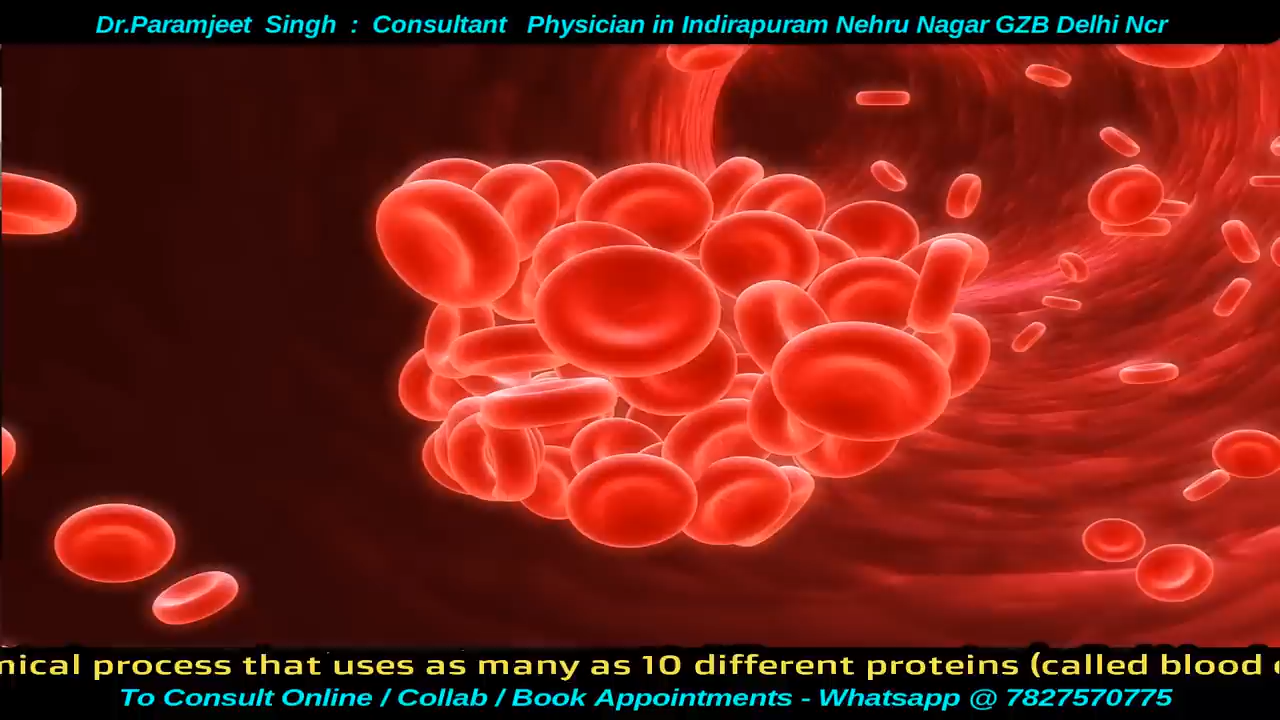 Dr.Paramjeet Singh : Consultant Physician in Indirapuram Nehru Nagar GZB Delhi Ncr
process that uses as many as 10 different proteins (called blood
To Consult Online / Collab / Book Appointments - Whatsapp @ 7827570775